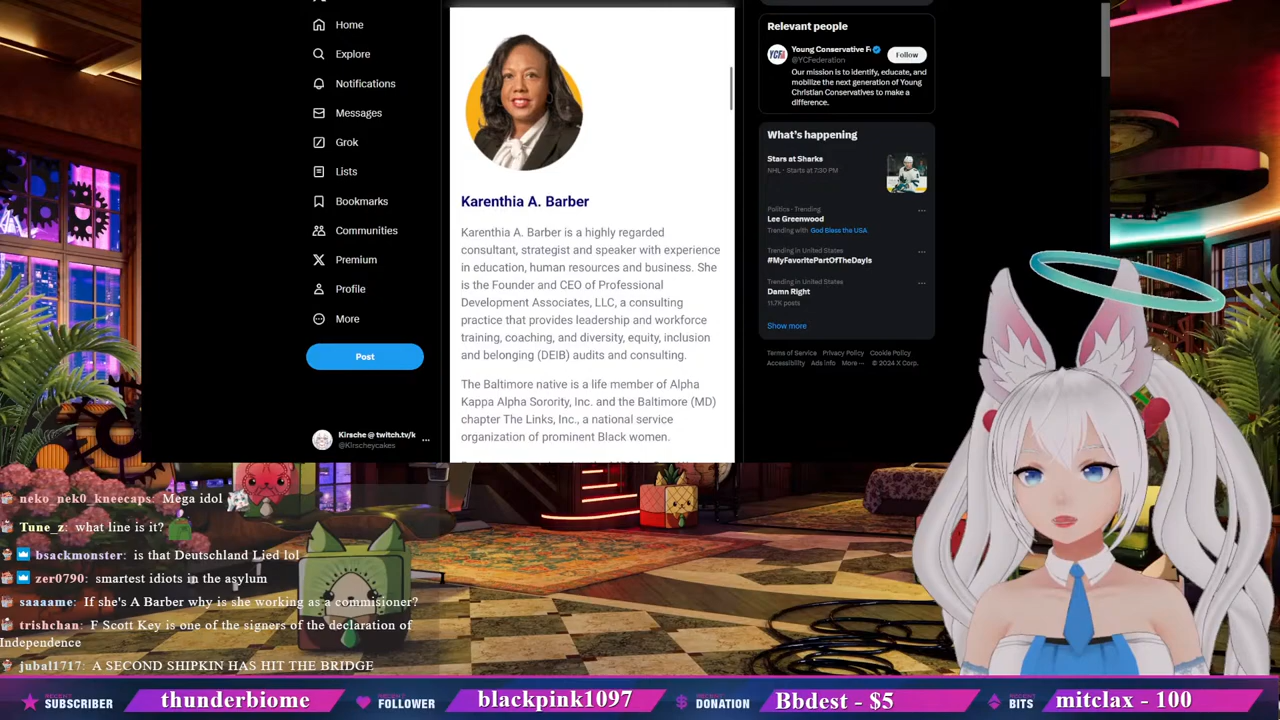 Home
Explore
Notifications
Messages
Grok
Lists
Bookmarks
Communities
Premium
Profile
More
Post
Kirsche @ twitch.tv/k
@Kirscheycakes
Karenthia A. Barber
Karenthia A. Barber is a highly regarded
consultant, strategist and speaker with experience
in education, human resources and business. She
is the Founder and CEO of Professional
Development Associates, LLC, a consulting
practice that provides leadership and workforce
training, coaching, and diversity, equity, inclusion
and belonging (DEIB) audits and consulting.
The Baltimore native is a life member of Alpha
Kappa Alpha Sorority, Inc. and the Baltimore (MD)
chapter The Links, Inc., a national service
organization of prominent Black women.
Relevant people
YCF
Young Conservative F
@YCFederation
Follow
Our mission is to identify, educate, and
mobilize the next generation of Young
Christian Conservatives to make a
difference.
What's happening
Stars at Sharks
NHL · Starts at 7:30 PM
Politics · Trending
Lee Greenwood
Trending with God Bless the USA
Trending in United States
#MyFavoritePartOfTheDayIs
Trending in United States
Damn Right
11.7K posts
Show more
Terms of Service Privacy Policy Cookie Policy
Accessibility Ads info More ··· © 2024 X Corp.
neko_nek0_kneecaps: Mega idol
Tune_z: what line is it?
bsackmonster: is that Deutschland Lied lol
zer0790: smartest idiots in the asylum
saaaame: If she's A Barber why is she working as a commisioner?
trishchan: F Scott Key is one of the signers of the declaration of
Independence
jubal1717: A SECOND SHIPKIN HAS HIT THE BRIDGE
RECENT
SUBSCRIBER
thunderbiome
RECENT
FOLLOWER
blackpink1097
RECENT
DONATION
Bbdest - $5
RECENT
BITS
mitclax - 100